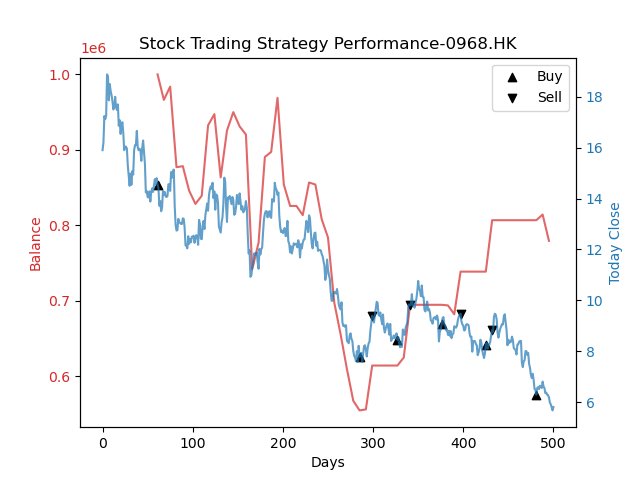 Stock Trading Strategy Performance-0968.HK
1e6
Buy
Sell
1.0
0.9
0.8
0.7
0.6
Balance
18
16
14
12
10
8
6
Today Close
0 100 200 300 400 500
Days